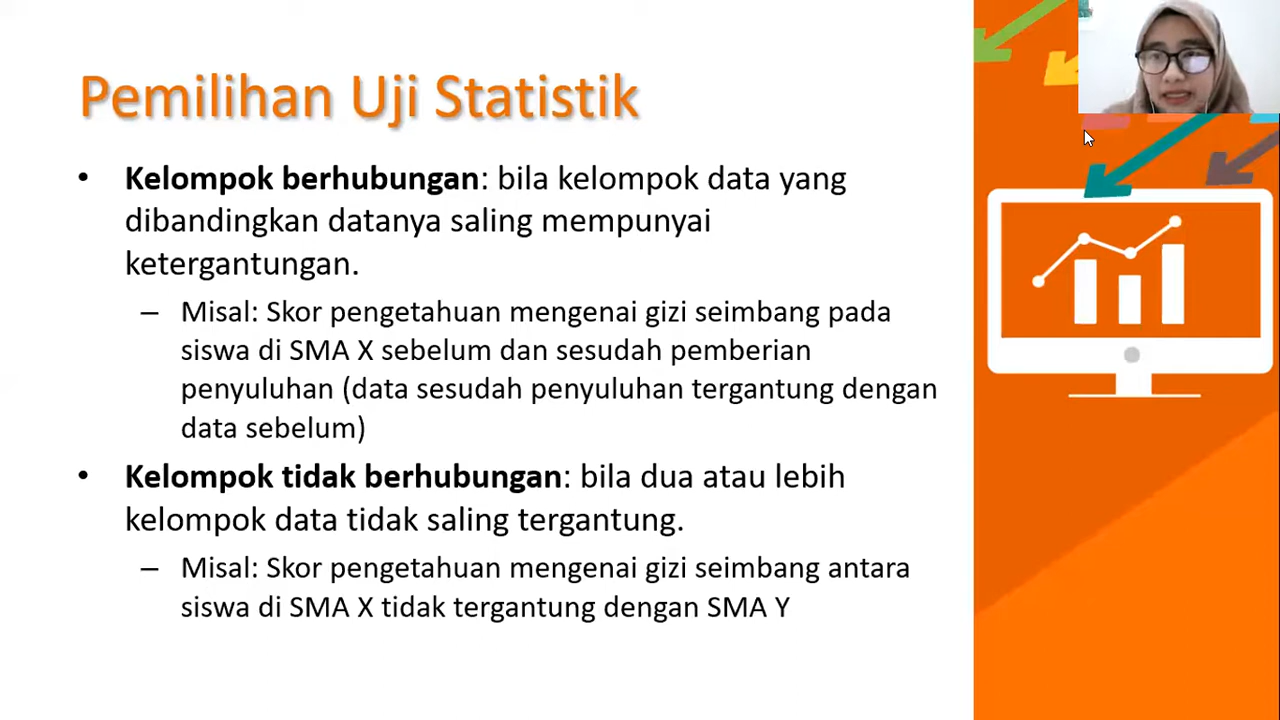 Pemilihan Uji Statistik
• Kelompok berhubungan: bila kelompok data yang
dibandingkan datanya saling mempunyai
ketergantungan.
– Misal: Skor pengetahuan mengenai gizi seimbang pada
siswa di SMA X sebelum dan sesudah pemberian
penyuluhan (data sesudah penyuluhan tergantung dengan
data sebelum)
• Kelompok tidak berhubungan: bila dua atau lebih
kelompok data tidak saling tergantung.
– Misal: Skor pengetahuan mengenai gizi seimbang antara
siswa di SMA X tidak tergantung dengan SMA Y